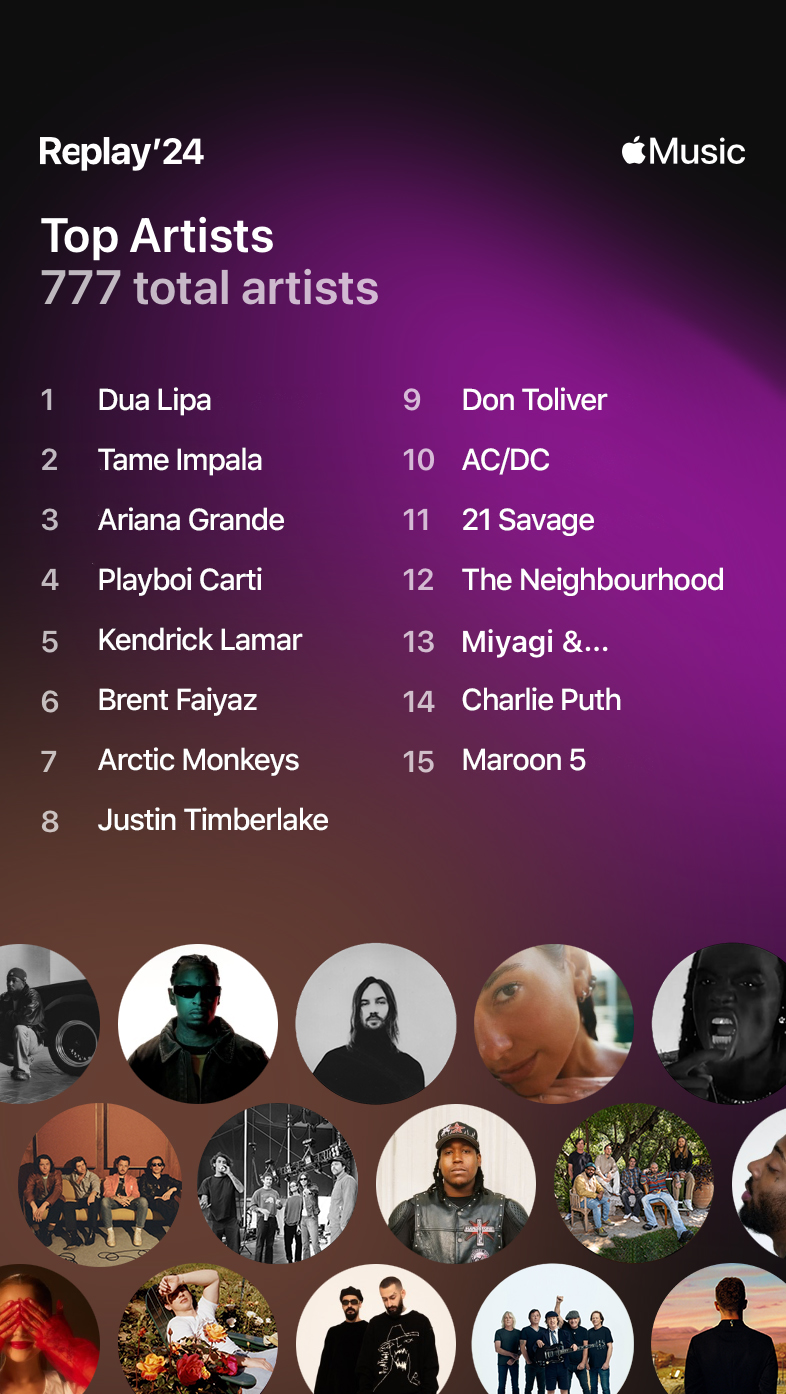 Replay'24
Music
Top Artists
777 total artists
1 Dua Lipa
2 Tame Impala
3 Ariana Grande
4 Playboi Carti
5 Kendrick Lamar
6 Brent Faiyaz
7 Arctic Monkeys
8 Justin Timberlake
9 Don Toliver
10 AC/DC
11 21 Savage
12 The Neighbourhood
13 Miyagi &...
14 Charlie Puth
15 Maroon 5